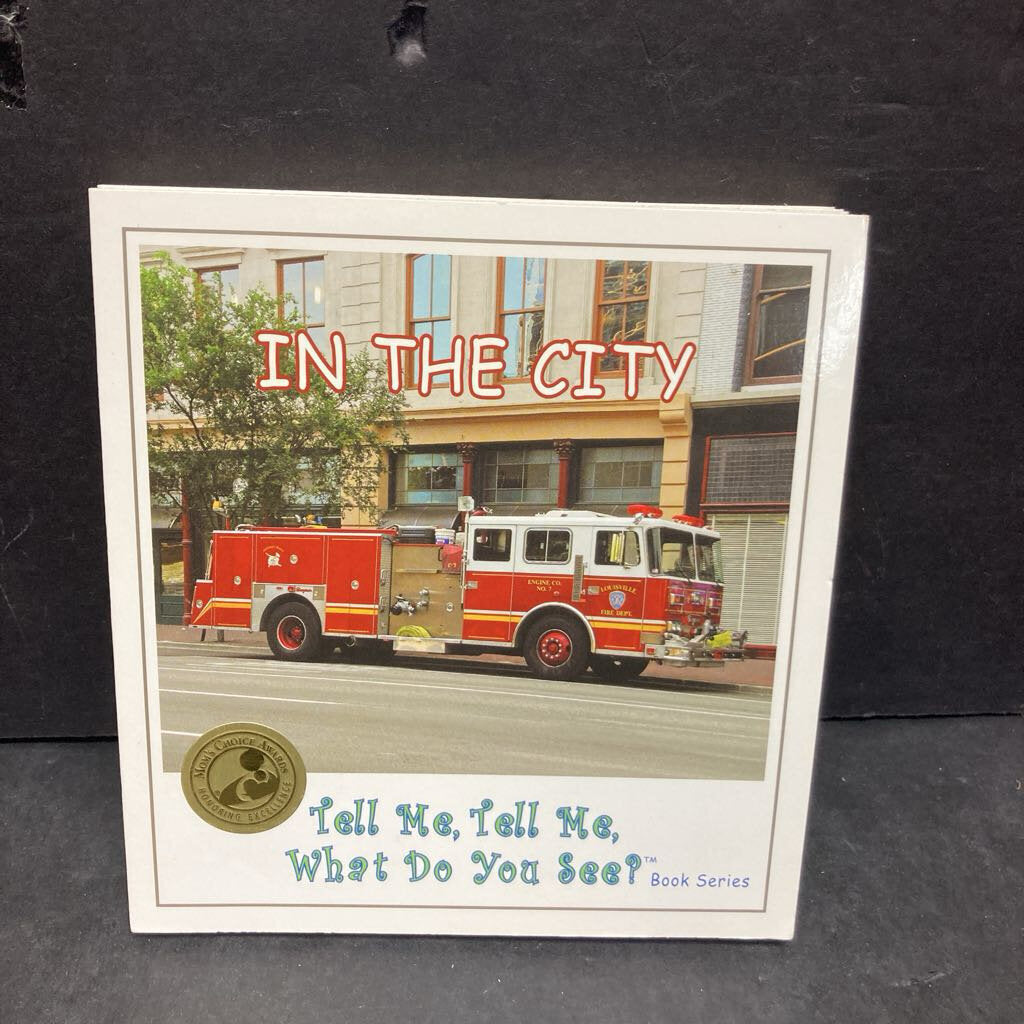 IN THE CITY
ENGINE CO.
NO. 7
LOUISVILLE
FIRE DEPT.
MOM'S CHOICE AWARDS
HONORING EXCELLENCE
Tell Me, Tell Me,
What Do You See?™
Book Series